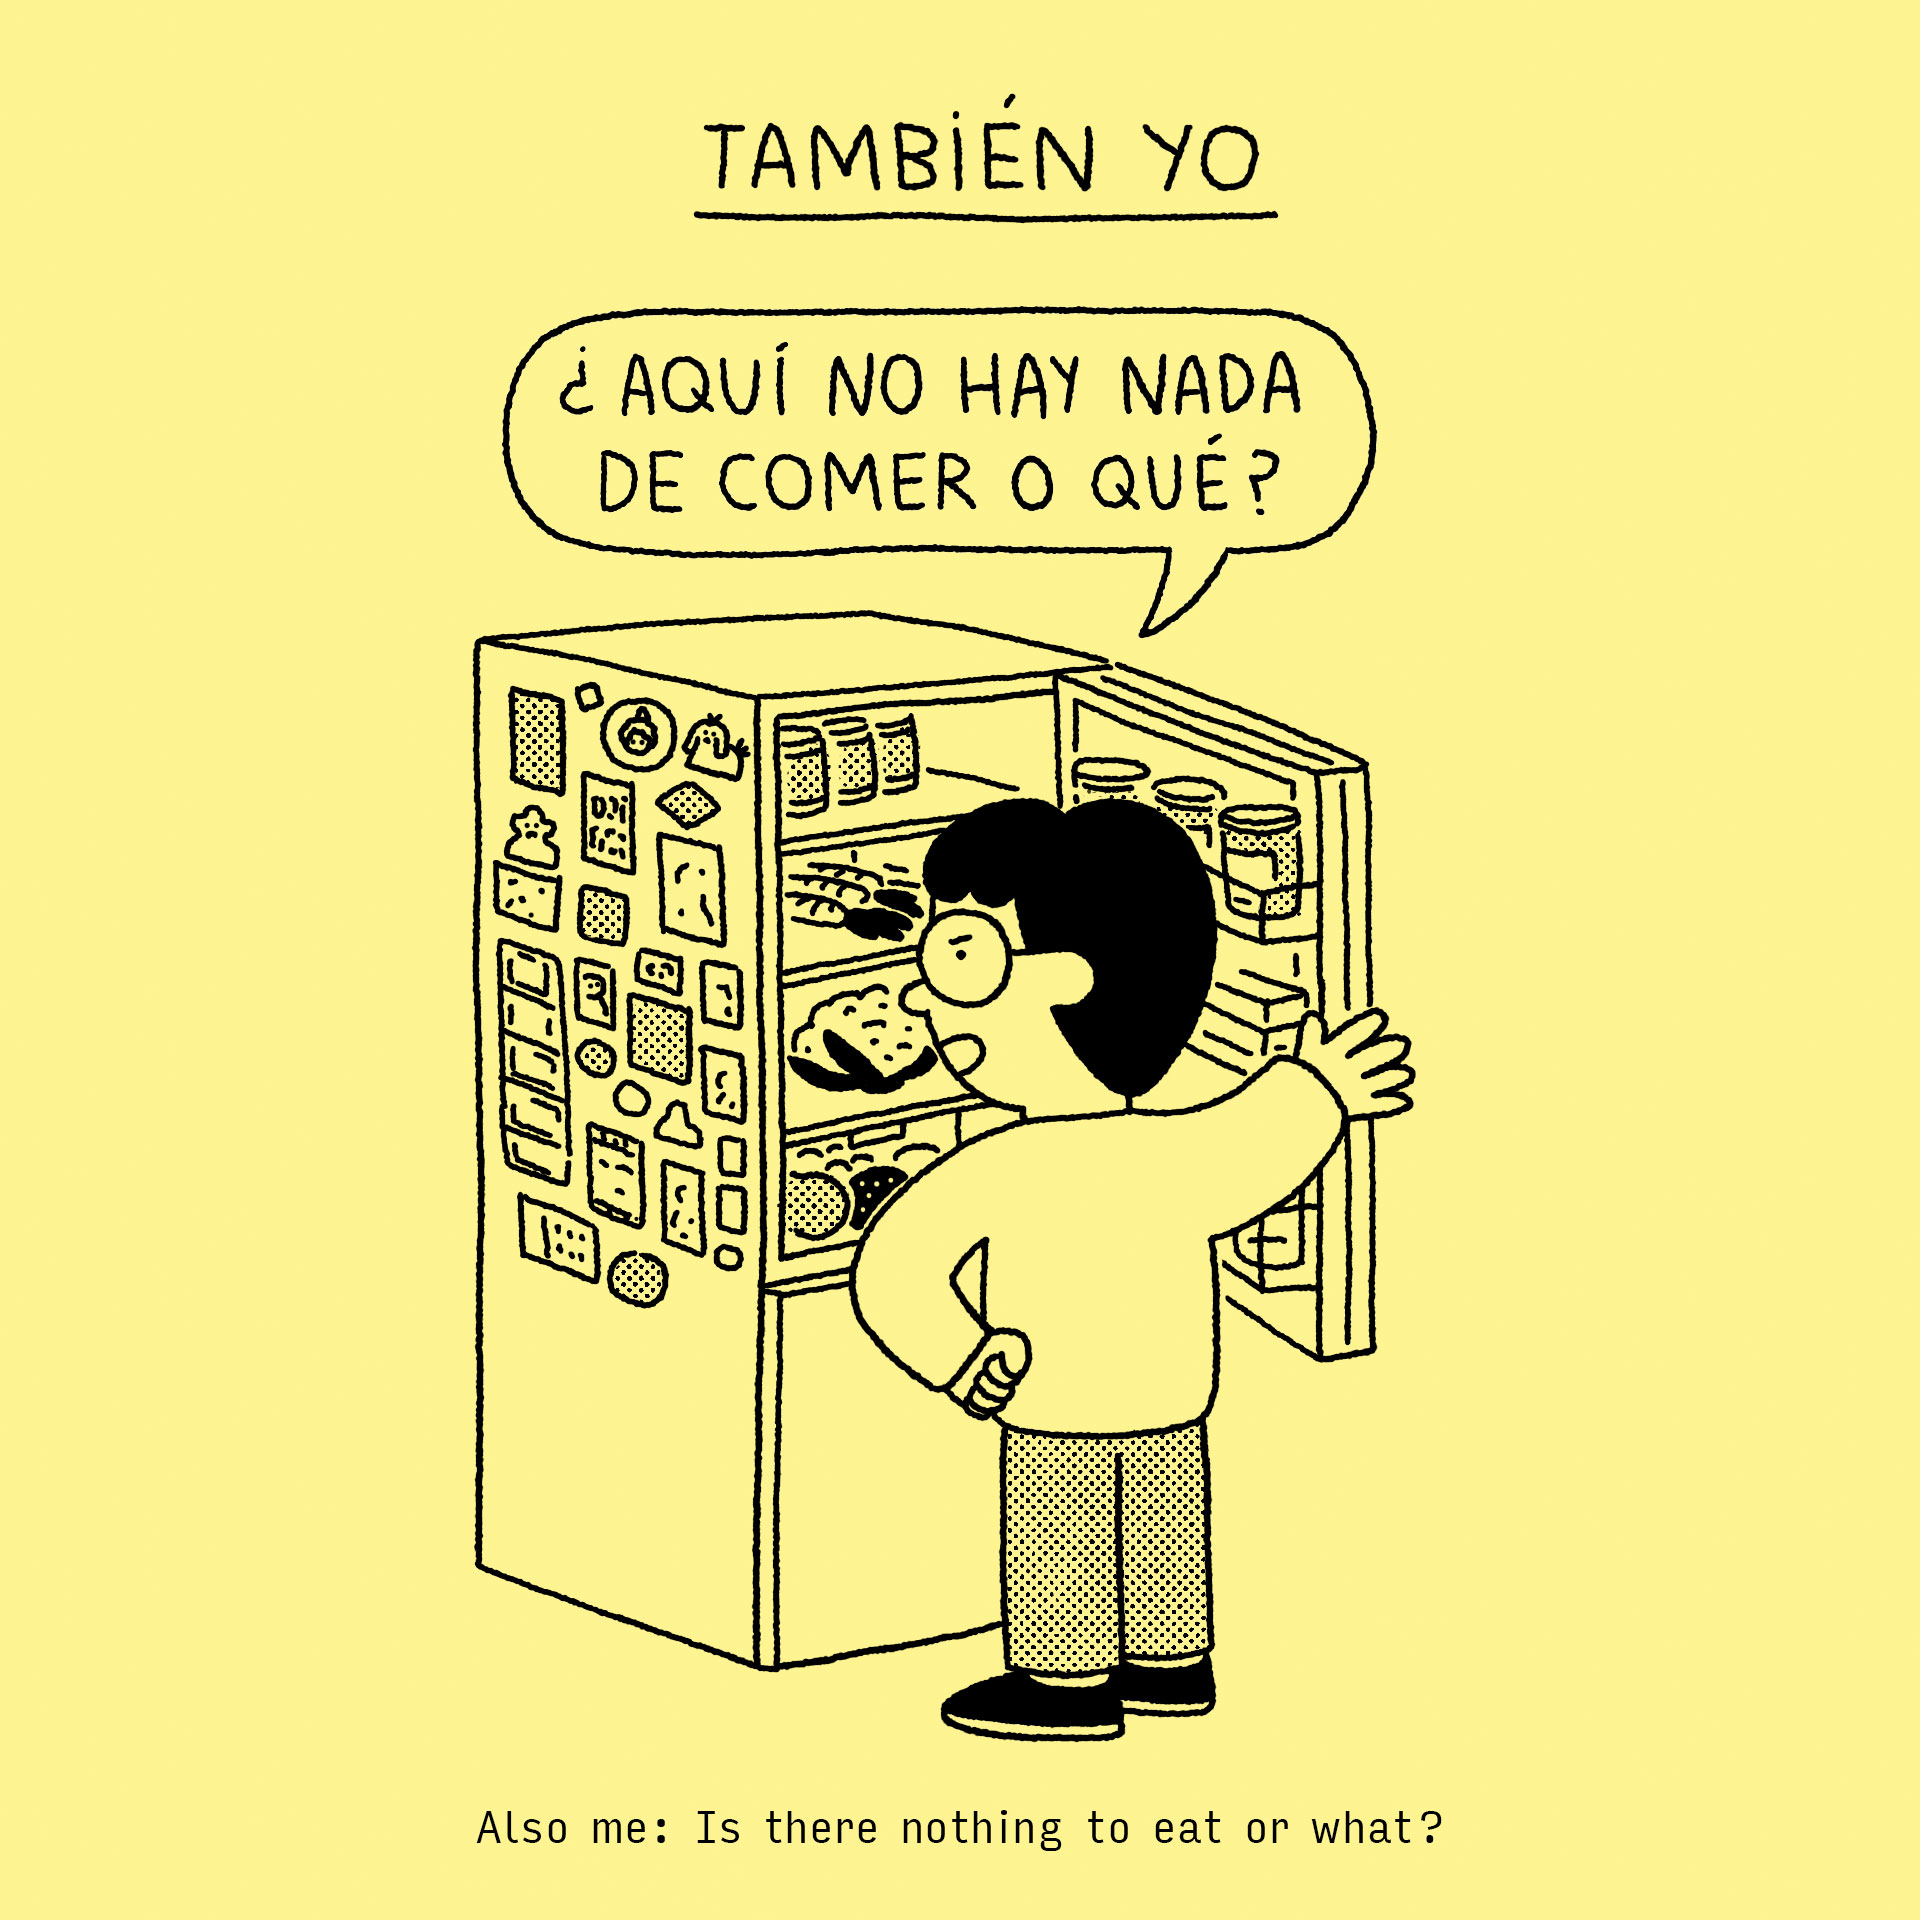 TAMBIÉN YO
¿AQUÍ NO HAY NADA
DE COMER O QUÉ?
Also me: Is there nothing to eat or what?